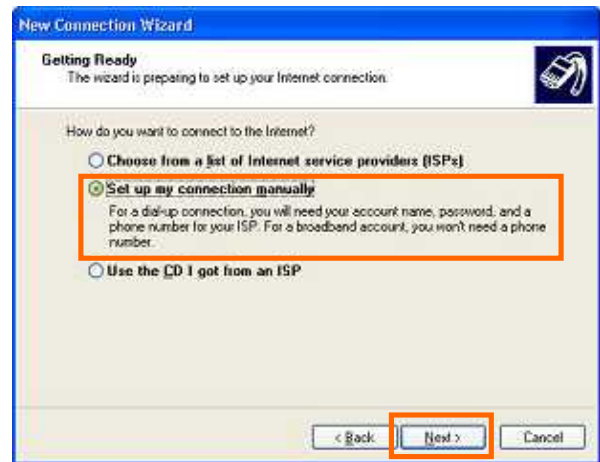 New Connection Wizard
Getting Ready
The wizard is preparing to set up your Internet connection.
How do you want to connect to the Internet?
Choose from a list of Internet service providers (ISPs)
Set up my connection manually
For a dial-up connection, you will need your account name, password, and a
phone number for your ISP. For a broadband account, you won't need a phone
number.
Use the CD I got from an ISP
< Back
Next >
Cancel